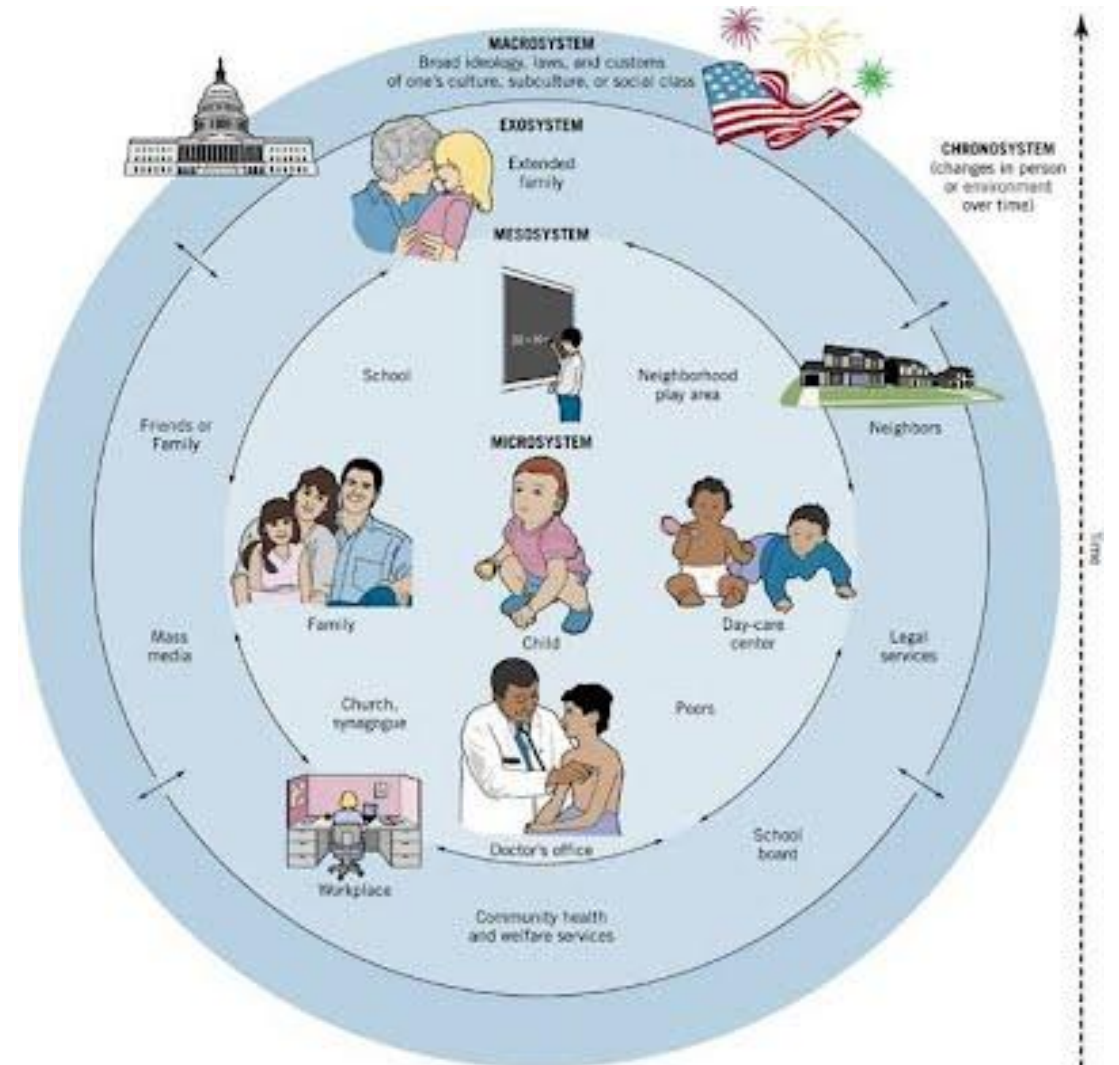 MACROSYSTEM
Broad ideology, laws, and customs
of one's culture, subculture, or social class
EXOSYSTEM
Extended
family
CHRONOSYSTEM
(changes in person
or environment
over time)
MESOSYSTEM
School
Neighborhood
play area
Friends or
Family
Neighbors
MICROSYSTEM
Time
Family
Child
Day-care
center
Mass
media
Legal
services
Church,
synagogue
Peers
School
board
Doctor's office
Workplace
Community health
and welfare services